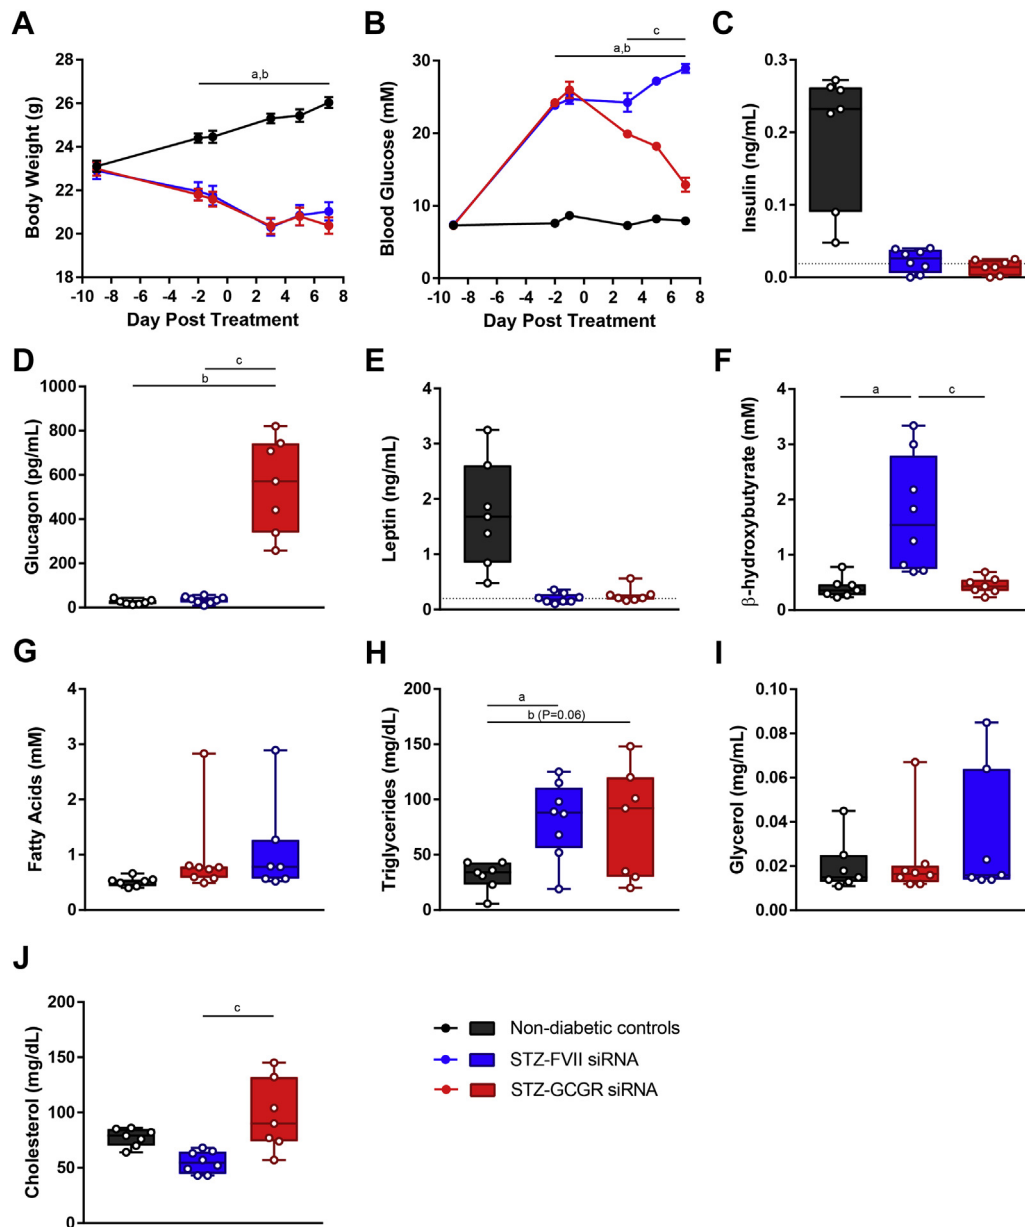 A
Body Weight (g)
28
26
24
22
20
18
a,b
-10 -8 -6 -4 -2 0 2 4 6 8
Day Post Treatment
B
Blood Glucose (mM)
30
20
10
0
c
a,b
-10 -8 -6 -4 -2 0 2 4 6 8
Day Post Treatment
C
Insulin (ng/mL)
0.3
0.2
0.1
0.0
D
Glucagon (pg/mL)
1000
800
600
400
200
0
c
b
E
Leptin (ng/mL)
4
3
2
1
0
F
β-hydroxybutyrate (mM)
4
3
2
1
0
a
c
G
Fatty Acids (mM)
4
3
2
1
0
H
Triglycerides (mg/dL)
200
150
100
50
0
a
b (P=0.06)
I
Glycerol (mg/mL)
0.10
0.08
0.06
0.04
0.02
0.00
J
Cholesterol (mg/dL)
200
150
100
50
0
c
Non-diabetic controls
STZ-FVII siRNA
STZ-GCGR siRNA